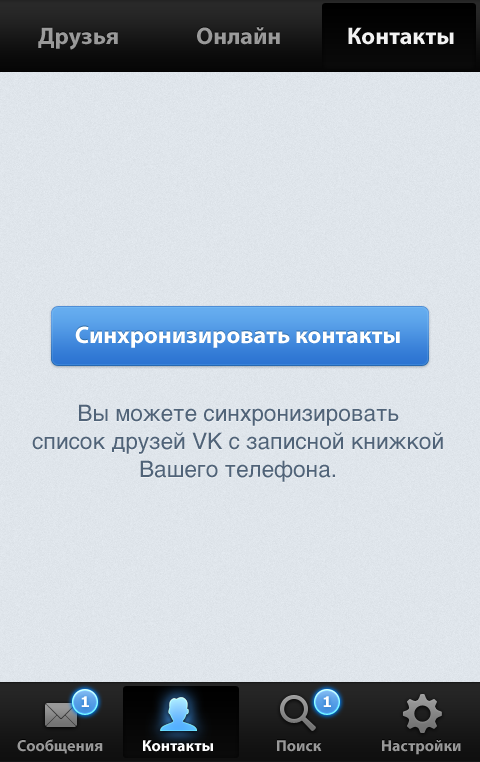 Друзья Онлайн Контакты
Синхронизировать контакты
Вы можете синхронизировать
список друзей VK с записной книжкой
Вашего телефона.
1 1
Сообщения Контакты Поиск Настройки